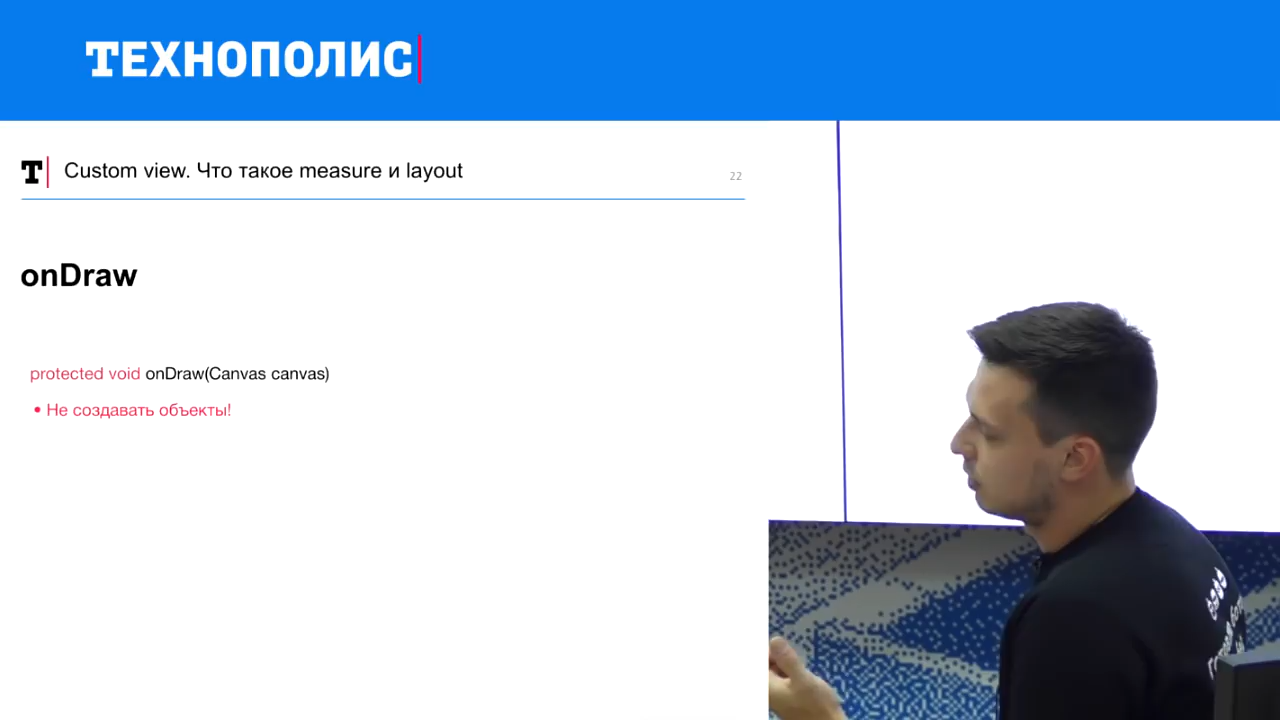 ТЕХНОПОЛИС
Т Custom view. Что такое measure и layout
22
onDraw
protected void onDraw(Canvas canvas)
• Не создавать объекты!